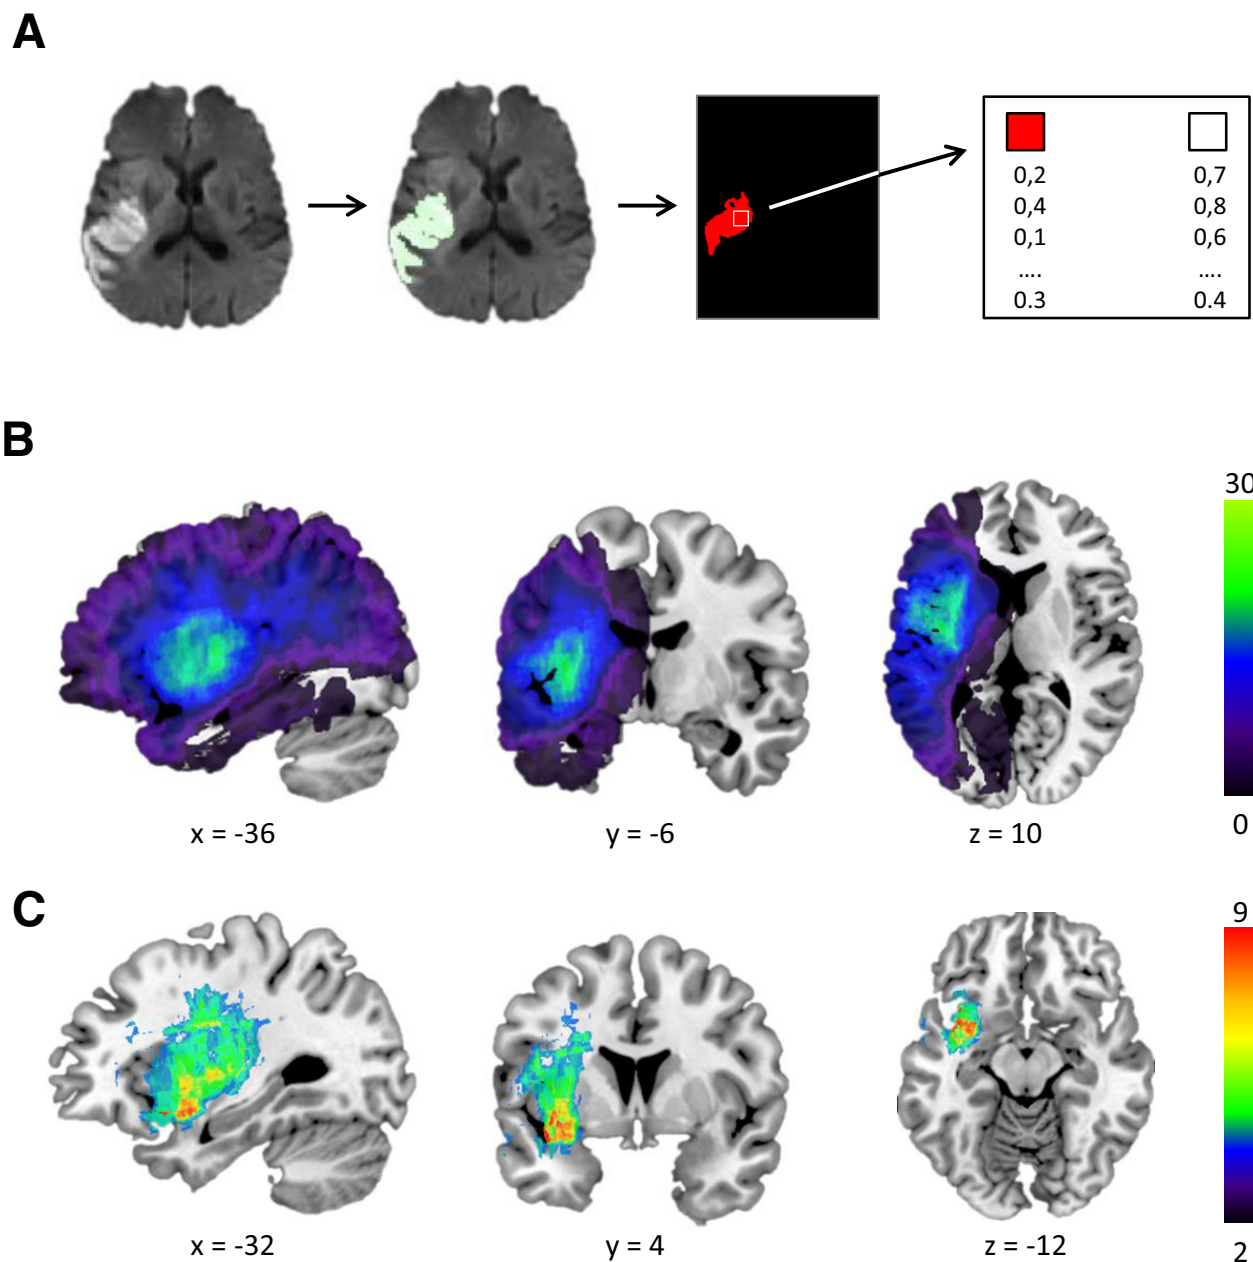 A
0,2 0,7
0,4 0,8
0,1 0,6
.... ....
0.3 0.4
B
30
0
x = -36 y = -6 z = 10
C
9
x = -32 y = 4 z = -12
2